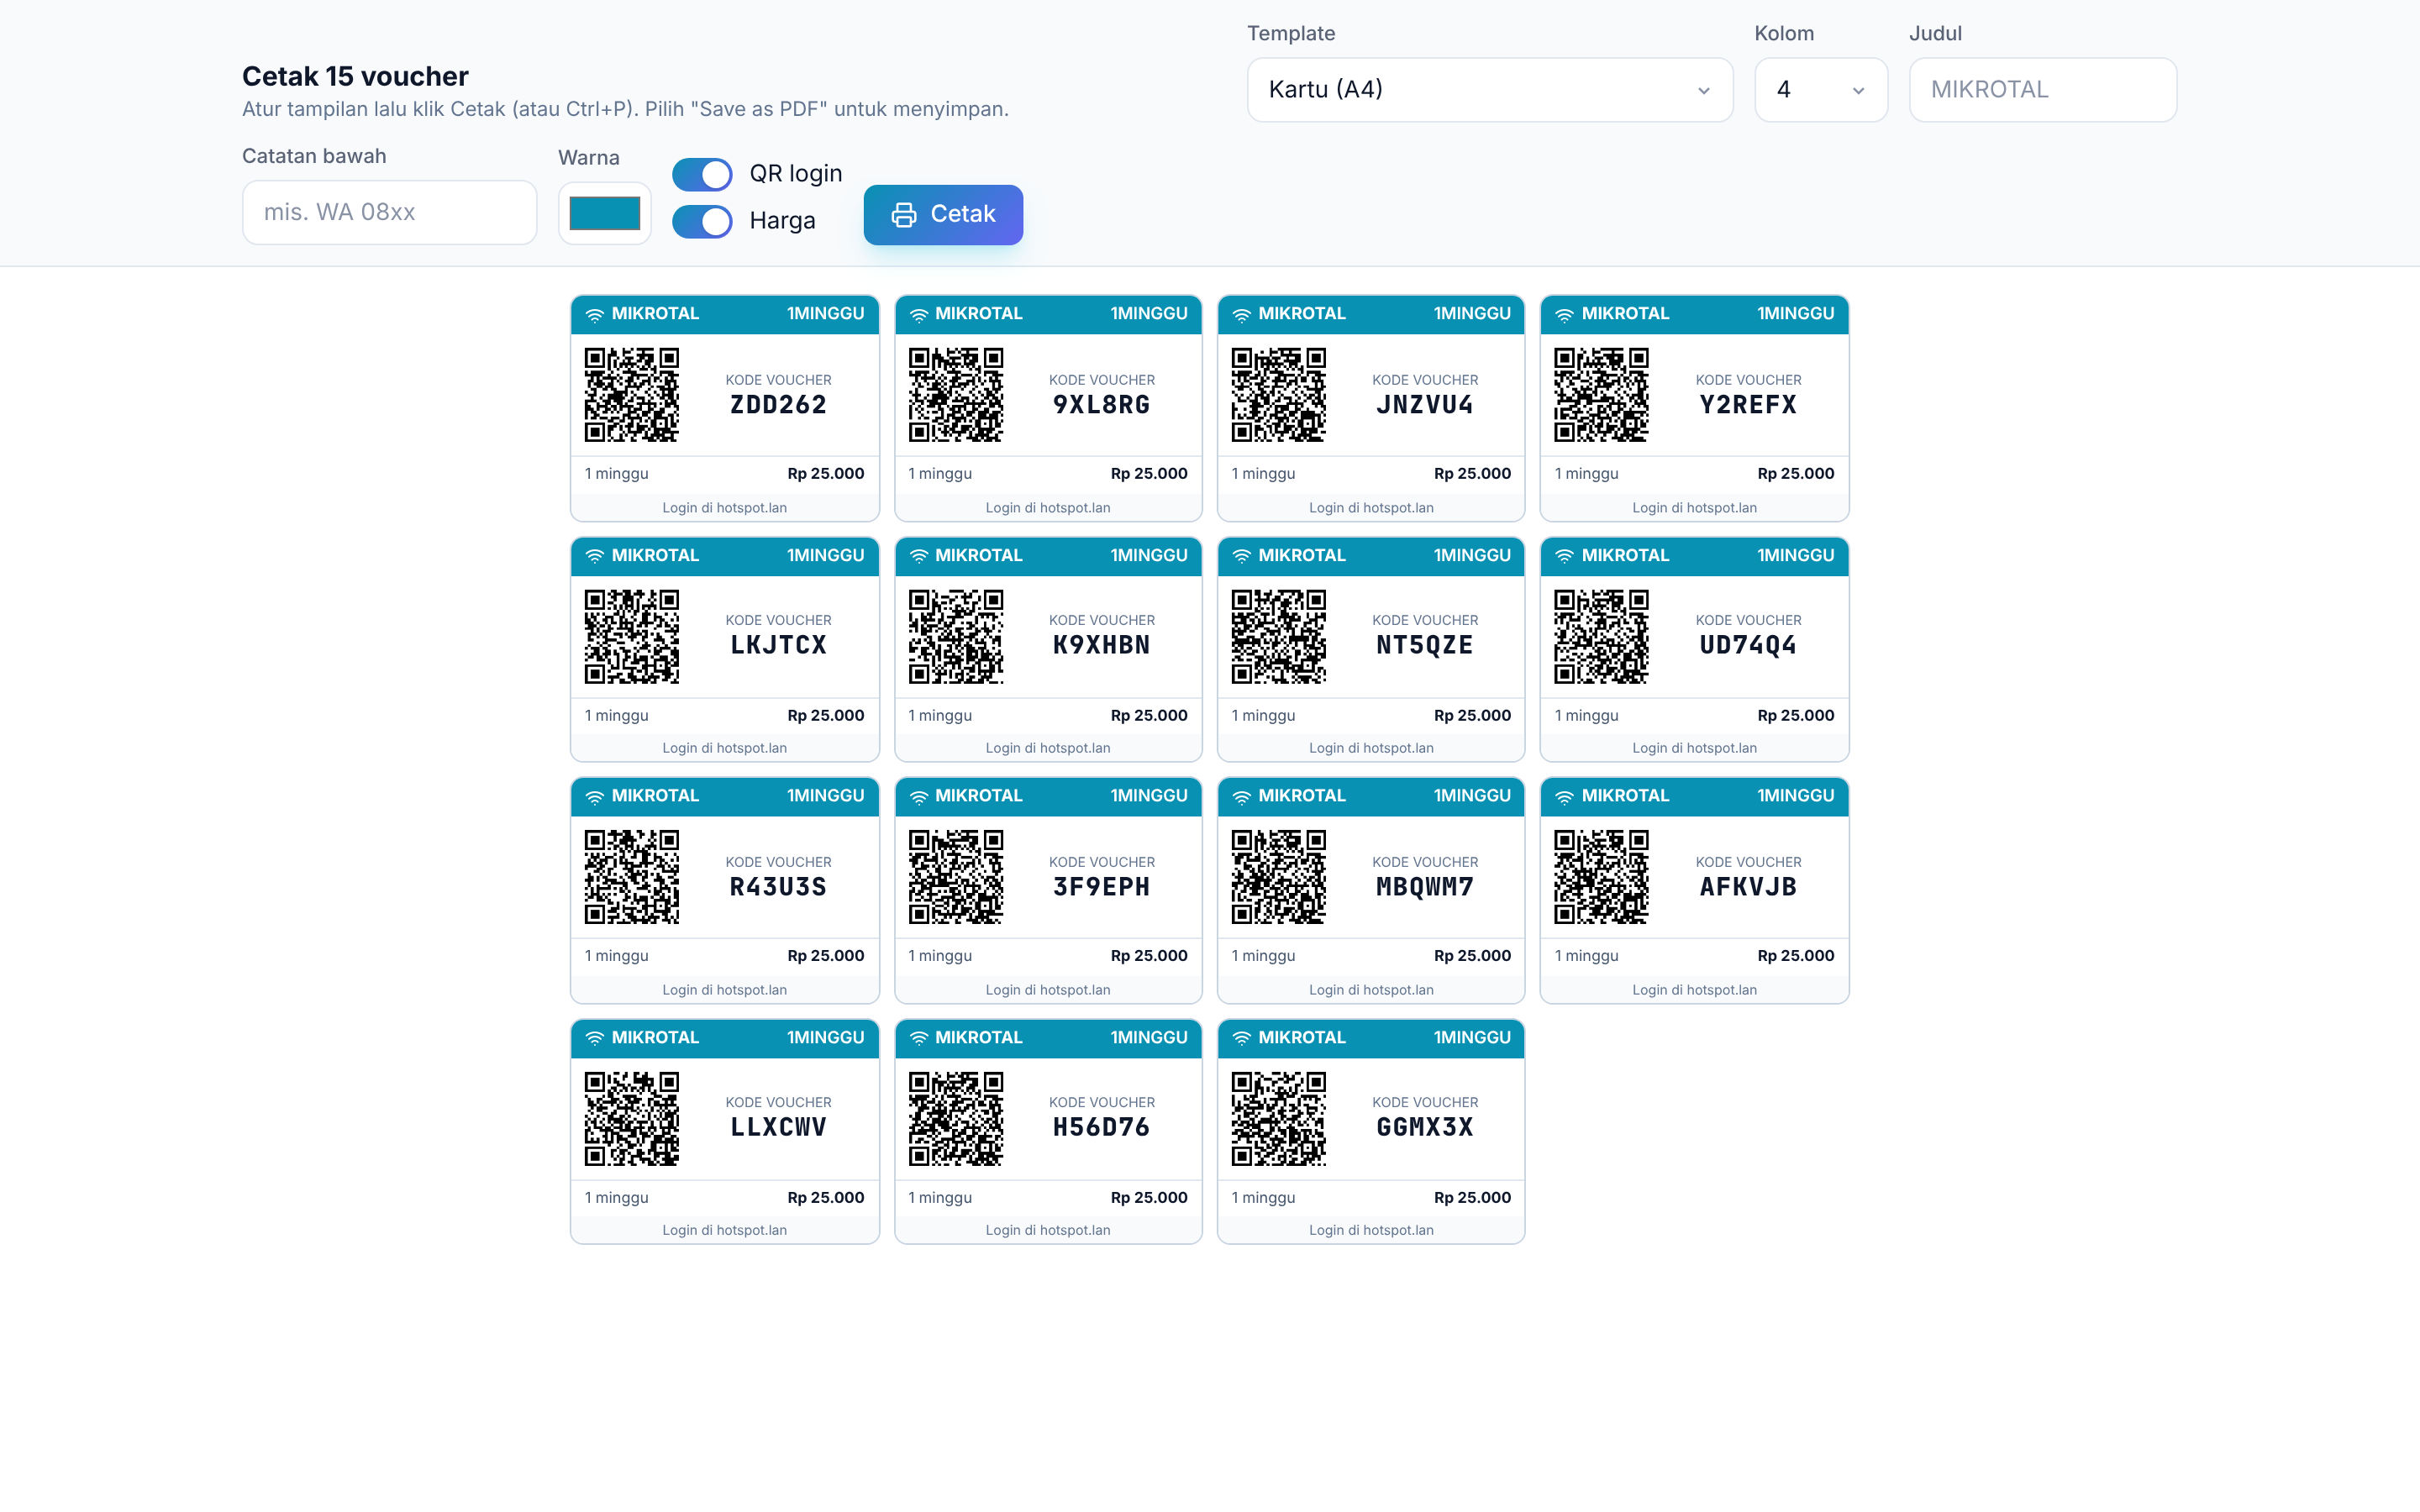 Cetak 15 voucher
Atur tampilan lalu klik Cetak (atau Ctrl+P). Pilih "Save as PDF" untuk menyimpan.
Template
Kartu (A4)
Kolom
4
Judul
MIKROTAL
Catatan bawah
mis. WA 08xx
Warna
QR login
Harga
Cetak
MIKROTAL 1MINGGU
KODE VOUCHER
ZDD262
1 minggu Rp 25.000
Login di hotspot.lan
MIKROTAL 1MINGGU
KODE VOUCHER
9XL8RG
1 minggu Rp 25.000
Login di hotspot.lan
MIKROTAL 1MINGGU
KODE VOUCHER
JNZVU4
1 minggu Rp 25.000
Login di hotspot.lan
MIKROTAL 1MINGGU
KODE VOUCHER
Y2REFX
1 minggu Rp 25.000
Login di hotspot.lan
MIKROTAL 1MINGGU
KODE VOUCHER
LKJTCX
1 minggu Rp 25.000
Login di hotspot.lan
MIKROTAL 1MINGGU
KODE VOUCHER
K9XHBN
1 minggu Rp 25.000
Login di hotspot.lan
MIKROTAL 1MINGGU
KODE VOUCHER
NT5QZE
1 minggu Rp 25.000
Login di hotspot.lan
MIKROTAL 1MINGGU
KODE VOUCHER
UD74Q4
1 minggu Rp 25.000
Login di hotspot.lan
MIKROTAL 1MINGGU
KODE VOUCHER
R43U3S
1 minggu Rp 25.000
Login di hotspot.lan
MIKROTAL 1MINGGU
KODE VOUCHER
3F9EPH
1 minggu Rp 25.000
Login di hotspot.lan
MIKROTAL 1MINGGU
KODE VOUCHER
MBQWM7
1 minggu Rp 25.000
Login di hotspot.lan
MIKROTAL 1MINGGU
KODE VOUCHER
AFKVJB
1 minggu Rp 25.000
Login di hotspot.lan
MIKROTAL 1MINGGU
KODE VOUCHER
LLXCWV
1 minggu Rp 25.000
Login di hotspot.lan
MIKROTAL 1MINGGU
KODE VOUCHER
H56D76
1 minggu Rp 25.000
Login di hotspot.lan
MIKROTAL 1MINGGU
KODE VOUCHER
GGMX3X
1 minggu Rp 25.000
Login di hotspot.lan